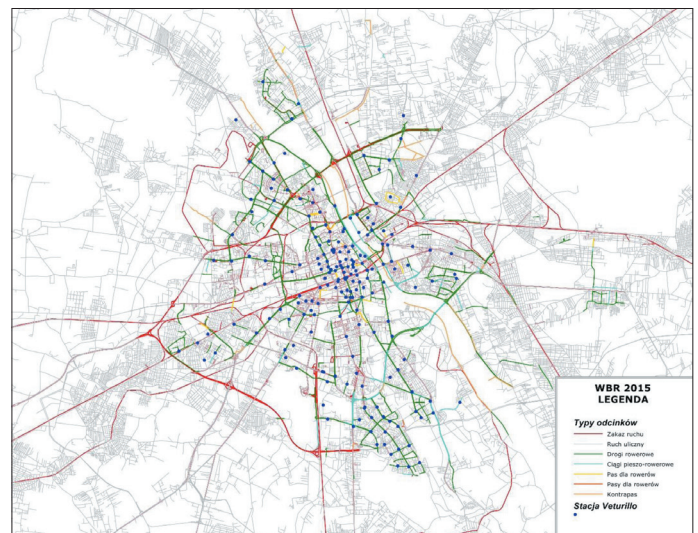 WBR 2015
LEGENDA
Typy odcinków
Zakaz ruchu
Ruch uliczny
Drogi rowerowe
Ciągi pieszo-rowerowe
Pas dla rowerów
Pasy dla rowerów
Kontrapas
Stacja Veturillo